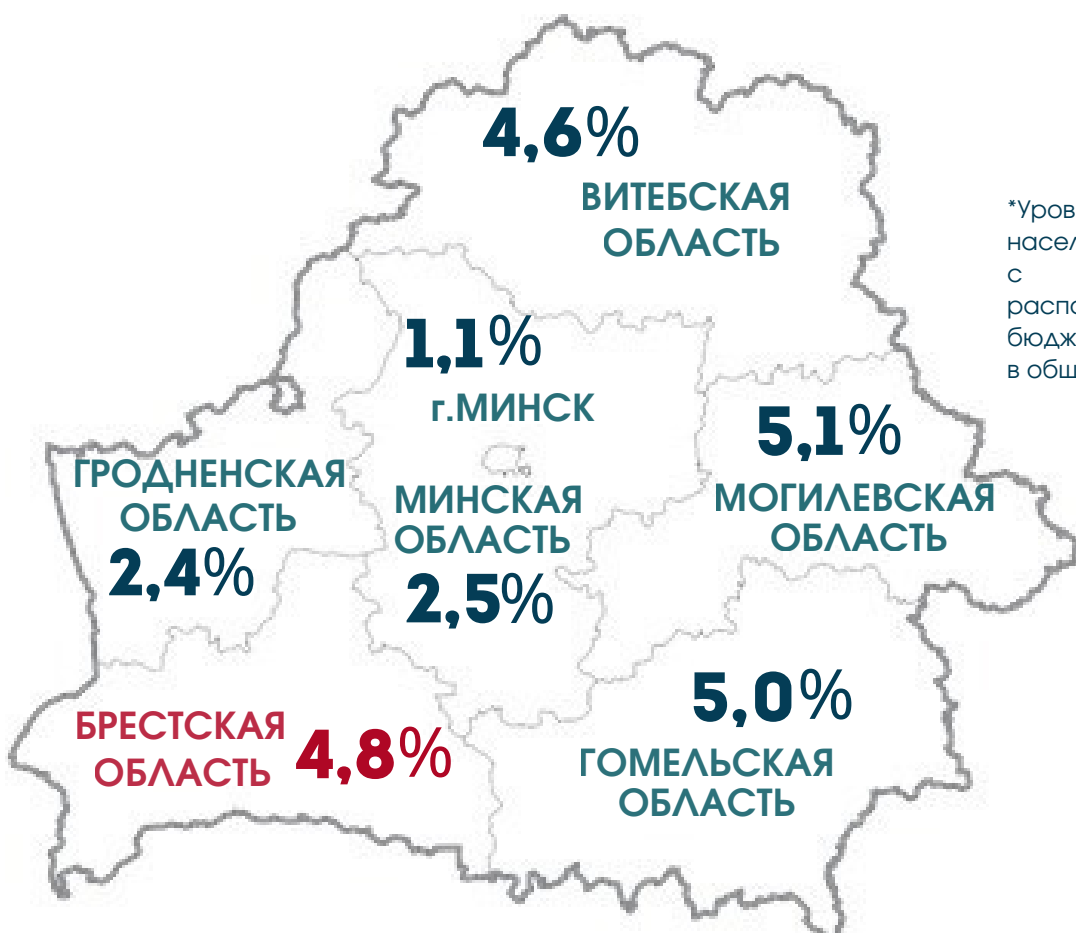 4,6%
ВИТЕБСКАЯ
ОБЛАСТЬ
1,1%
г.МИНСК
5,1%
МОГИЛЕВСКАЯ
ОБЛАСТЬ
ГРОДНЕНСКАЯ
ОБЛАСТЬ
2,4%
МИНСКАЯ
ОБЛАСТЬ
2,5%
5,0%
ГОМЕЛЬСКАЯ
ОБЛАСТЬ
БРЕСТСКАЯ
ОБЛАСТЬ
4,8%
с
в